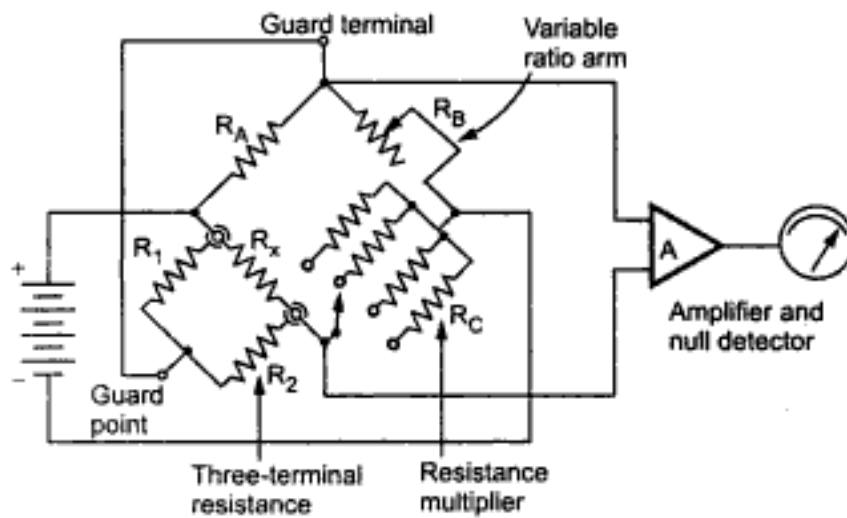 Guard terminal
Variable
ratio arm
R_A
R_B
R_1
R_x
+
A
R_C
Amplifier and
null detector
−
R_2
Guard
point
Three-terminal
resistance
Resistance
multiplier